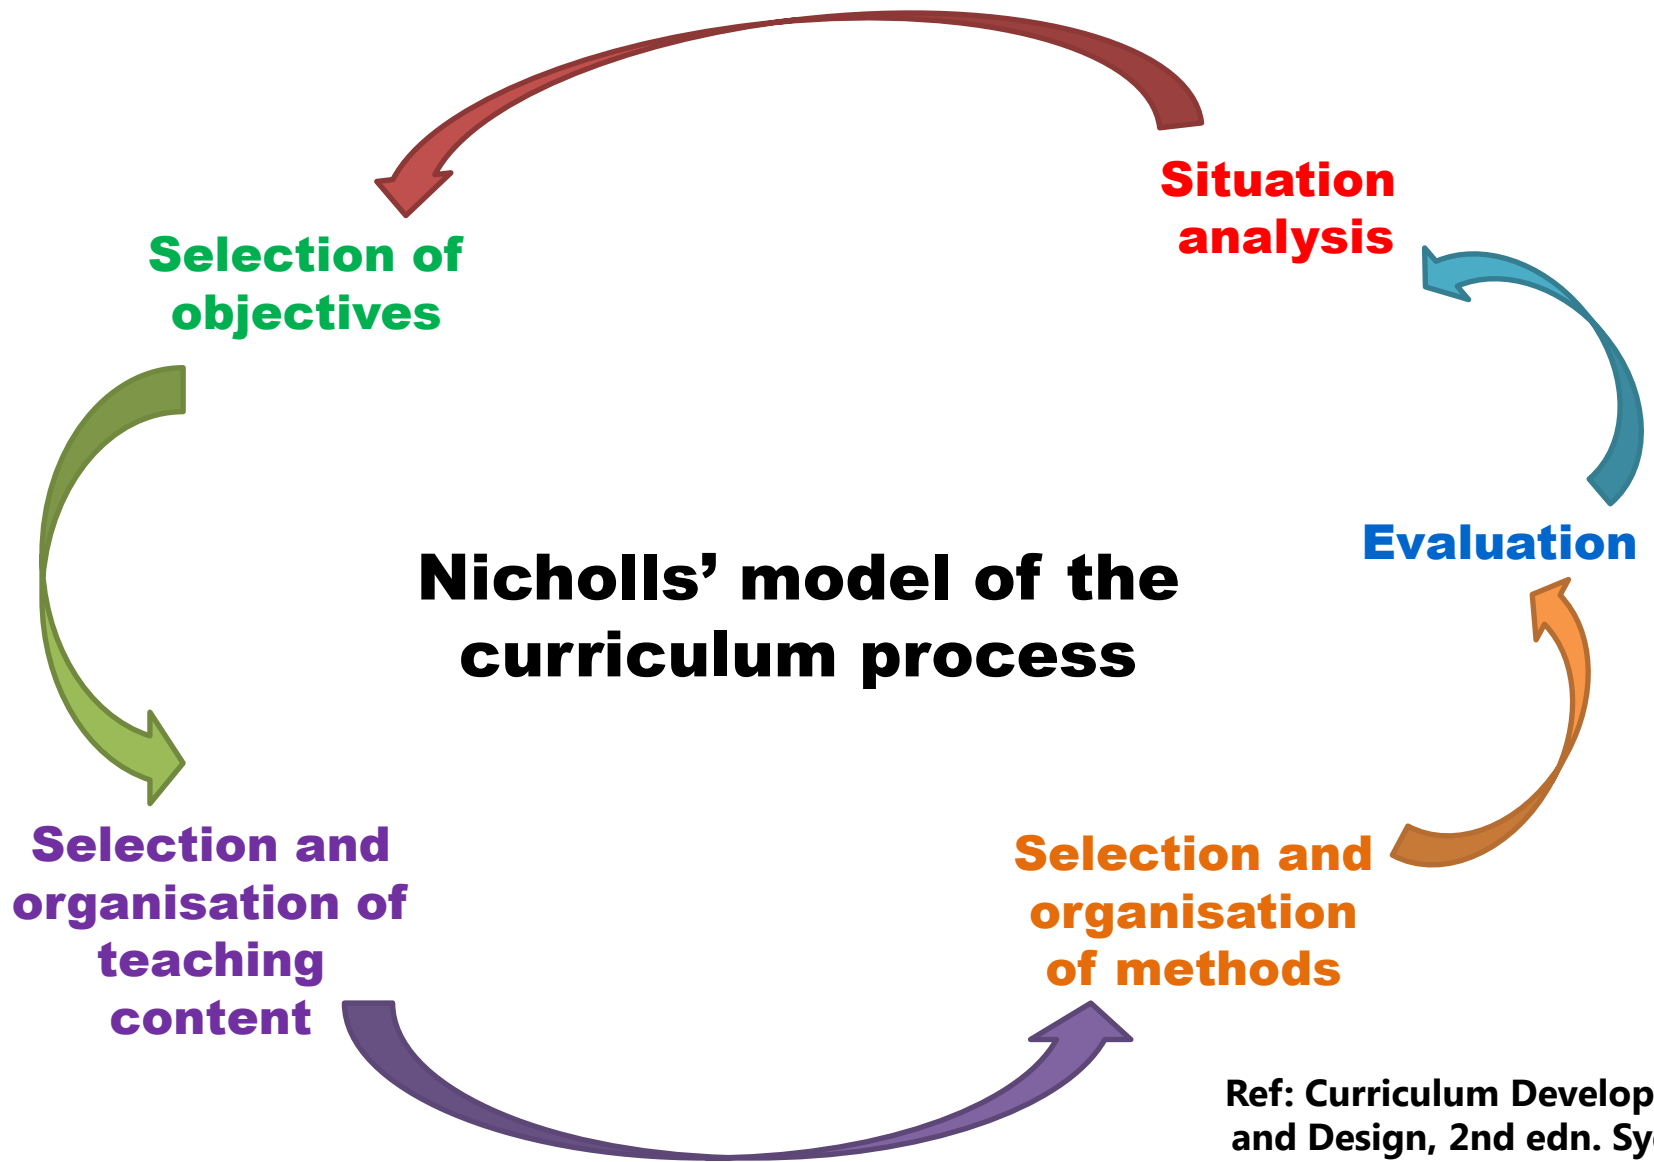 Situation
analysis
Selection of
objectives
Evaluation
Nicholls’ model of the
curriculum process
Selection and
organisation of
teaching
content
Selection and
organisation
of methods
Ref: Curriculum Develop
and Design, 2nd edn.